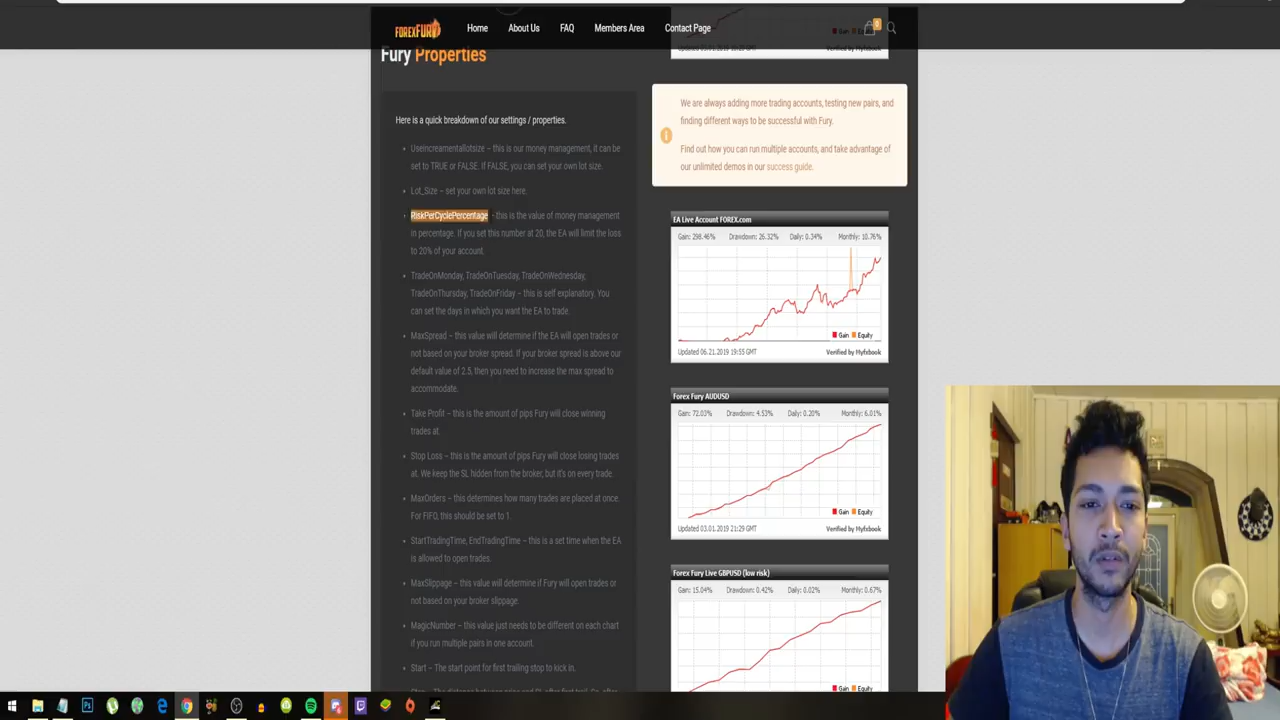 FOREXFURY
Home
About Us
FAQ
Members Area
Contact Page
Fury Properties
Here is a quick breakdown of our settings / properties.
Useincreamentallotsize – this is our money management, it can be
set to TRUE or FALSE. If FALSE, you can set your own lot size.
Lot_Size – set your own lot size here.
RiskPerCyclePercentage – this is the value of money management
in percentage. If you set this number at 20, the EA will limit the loss
to 20% of your account.
TradeOnMonday, TradeOnTuesday, TradeOnWednesday,
TradeOnThursday, TradeOnFriday – this is self explanatory. You
can set the days in which you want the EA to trade.
MaxSpread – this value will determine if the EA will open trades or
not based on your broker spread. If your broker spread is above our
default value of 2.5, then you need to increase the max spread to
accommodate.
Take Profit – this is the amount of pips Fury will close winning
trades at.
Stop Loss – this is the amount of pips Fury will close losing trades
at. We keep the SL hidden from the broker, but it's on every trade.
MaxOrders – this determines how many trades are placed at once.
For FIFO, this should be set to 1.
StartTradingTime, EndTradingTime – this is a set time when the EA
is allowed to open trades.
MaxSlippage – this value will determine if Fury will open trades or
not based on your broker slippage.
MagicNumber – this value just needs to be different on each chart
if you run multiple pairs in one account.
Start – The start point for first trailing stop to kick in.
Verified by Myfxbook
We are always adding more trading accounts, testing new pairs, and
finding different ways to be successful with Fury.
Find out how you can run multiple accounts, and take advantage of
our unlimited demos in our success guide.
EA Live Account FOREX.com
Gain: 298.46% Drawdown: 26.32% Daily: 0.34% Monthly: 10.76%
Gain Equity
Updated 06.21.2019 19:55 GMT Verified by Myfxbook
Forex Fury AUDUSD
Gain: 72.03% Drawdown: 4.53% Daily: 0.20% Monthly: 6.01%
Gain Equity
Updated 03.01.2019 21:29 GMT Verified by Myfxbook
Forex Fury Live GBPUSD (low risk)
Gain: 15.04% Drawdown: 0.42% Daily: 0.02% Monthly: 0.67%
Gain Equity